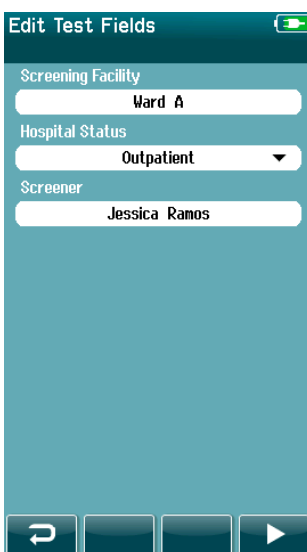 Edit Test Fields
Screening Facility
Ward A
Hospital Status
Outpatient
Screener
Jessica Ramos